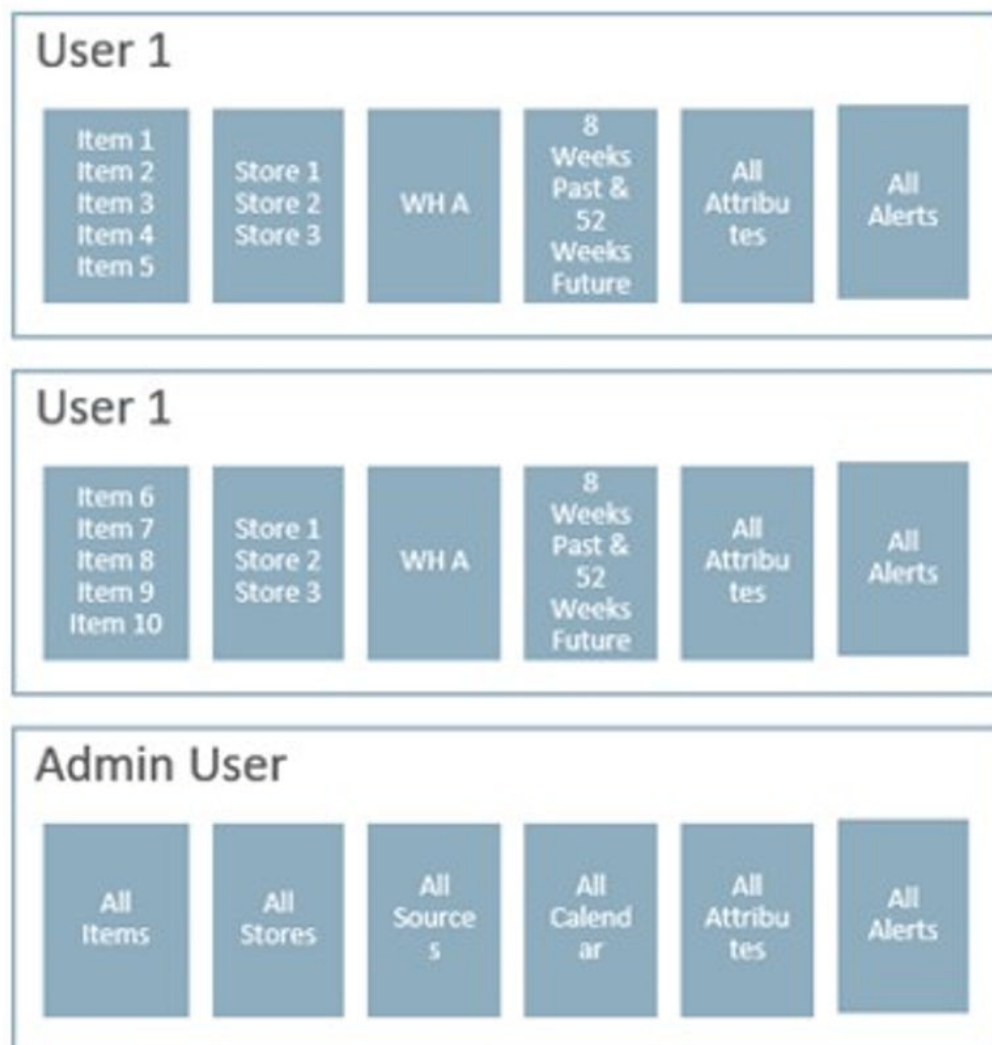 User 1
Item 1
Item 2
Item 3
Item 4
Item 5
Store 1
Store 2
Store 3
WH A
8
Weeks
Past &
52
Weeks
Future
All
Attribu
tes
All
Alerts
User 1
Item 6
Item 7
Item 8
Item 9
Item 10
Store 1
Store 2
Store 3
WH A
8
Weeks
Past &
52
Weeks
Future
All
Attribu
tes
All
Alerts
Admin User
All
Items
All
Stores
All
Source
s
All
Calend
ar
All
Attribu
tes
All
Alerts